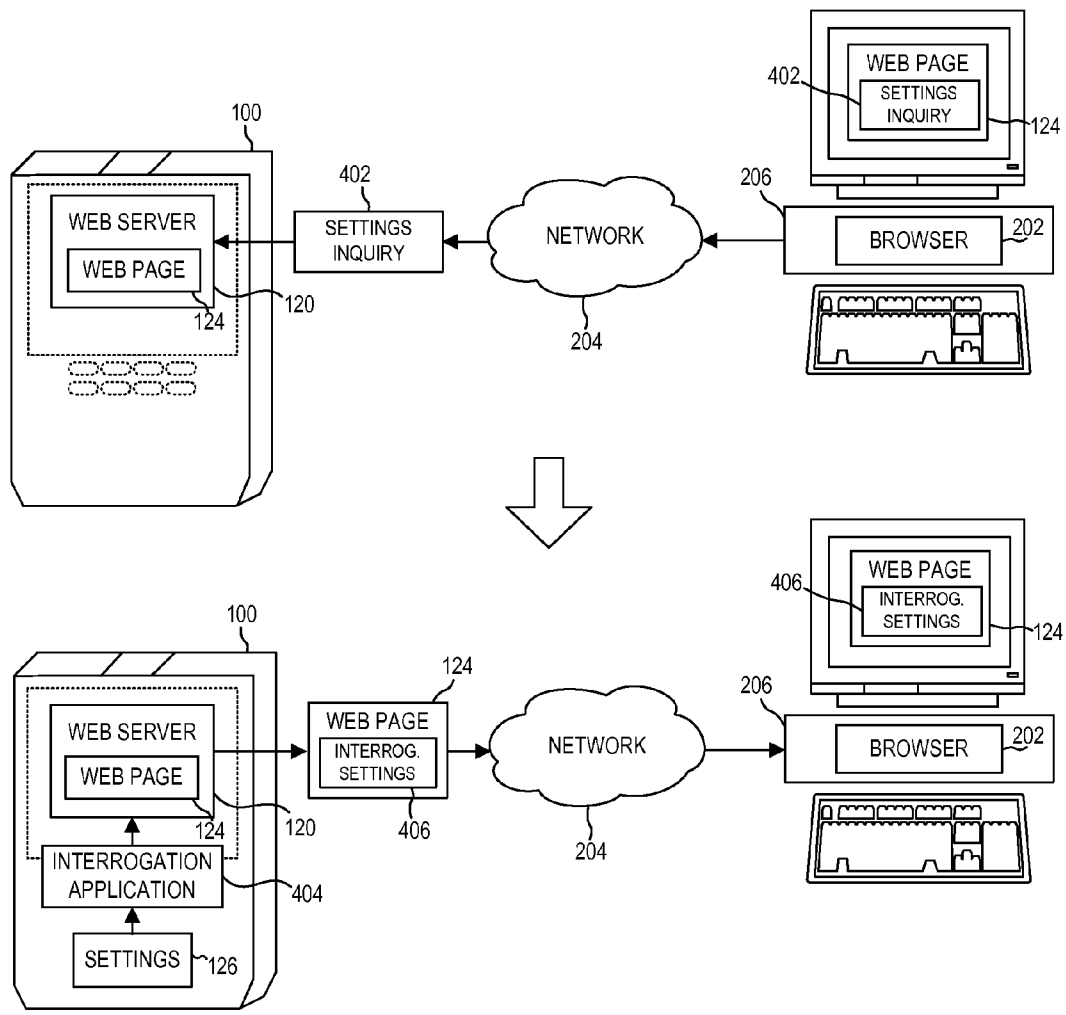 WEB PAGE
402
SETTINGS
INQUIRY
124
100
402
206
WEB SERVER
SETTINGS
INQUIRY
NETWORK
BROWSER
202
WEB PAGE
124
120
204
WEB PAGE
406
INTERROG.
SETTINGS
124
100
124
206
WEB SERVER
WEB PAGE
INTERROG.
SETTINGS
NETWORK
BROWSER
202
WEB PAGE
124
120
406
204
INTERROGATION
APPLICATION
404
SETTINGS
126